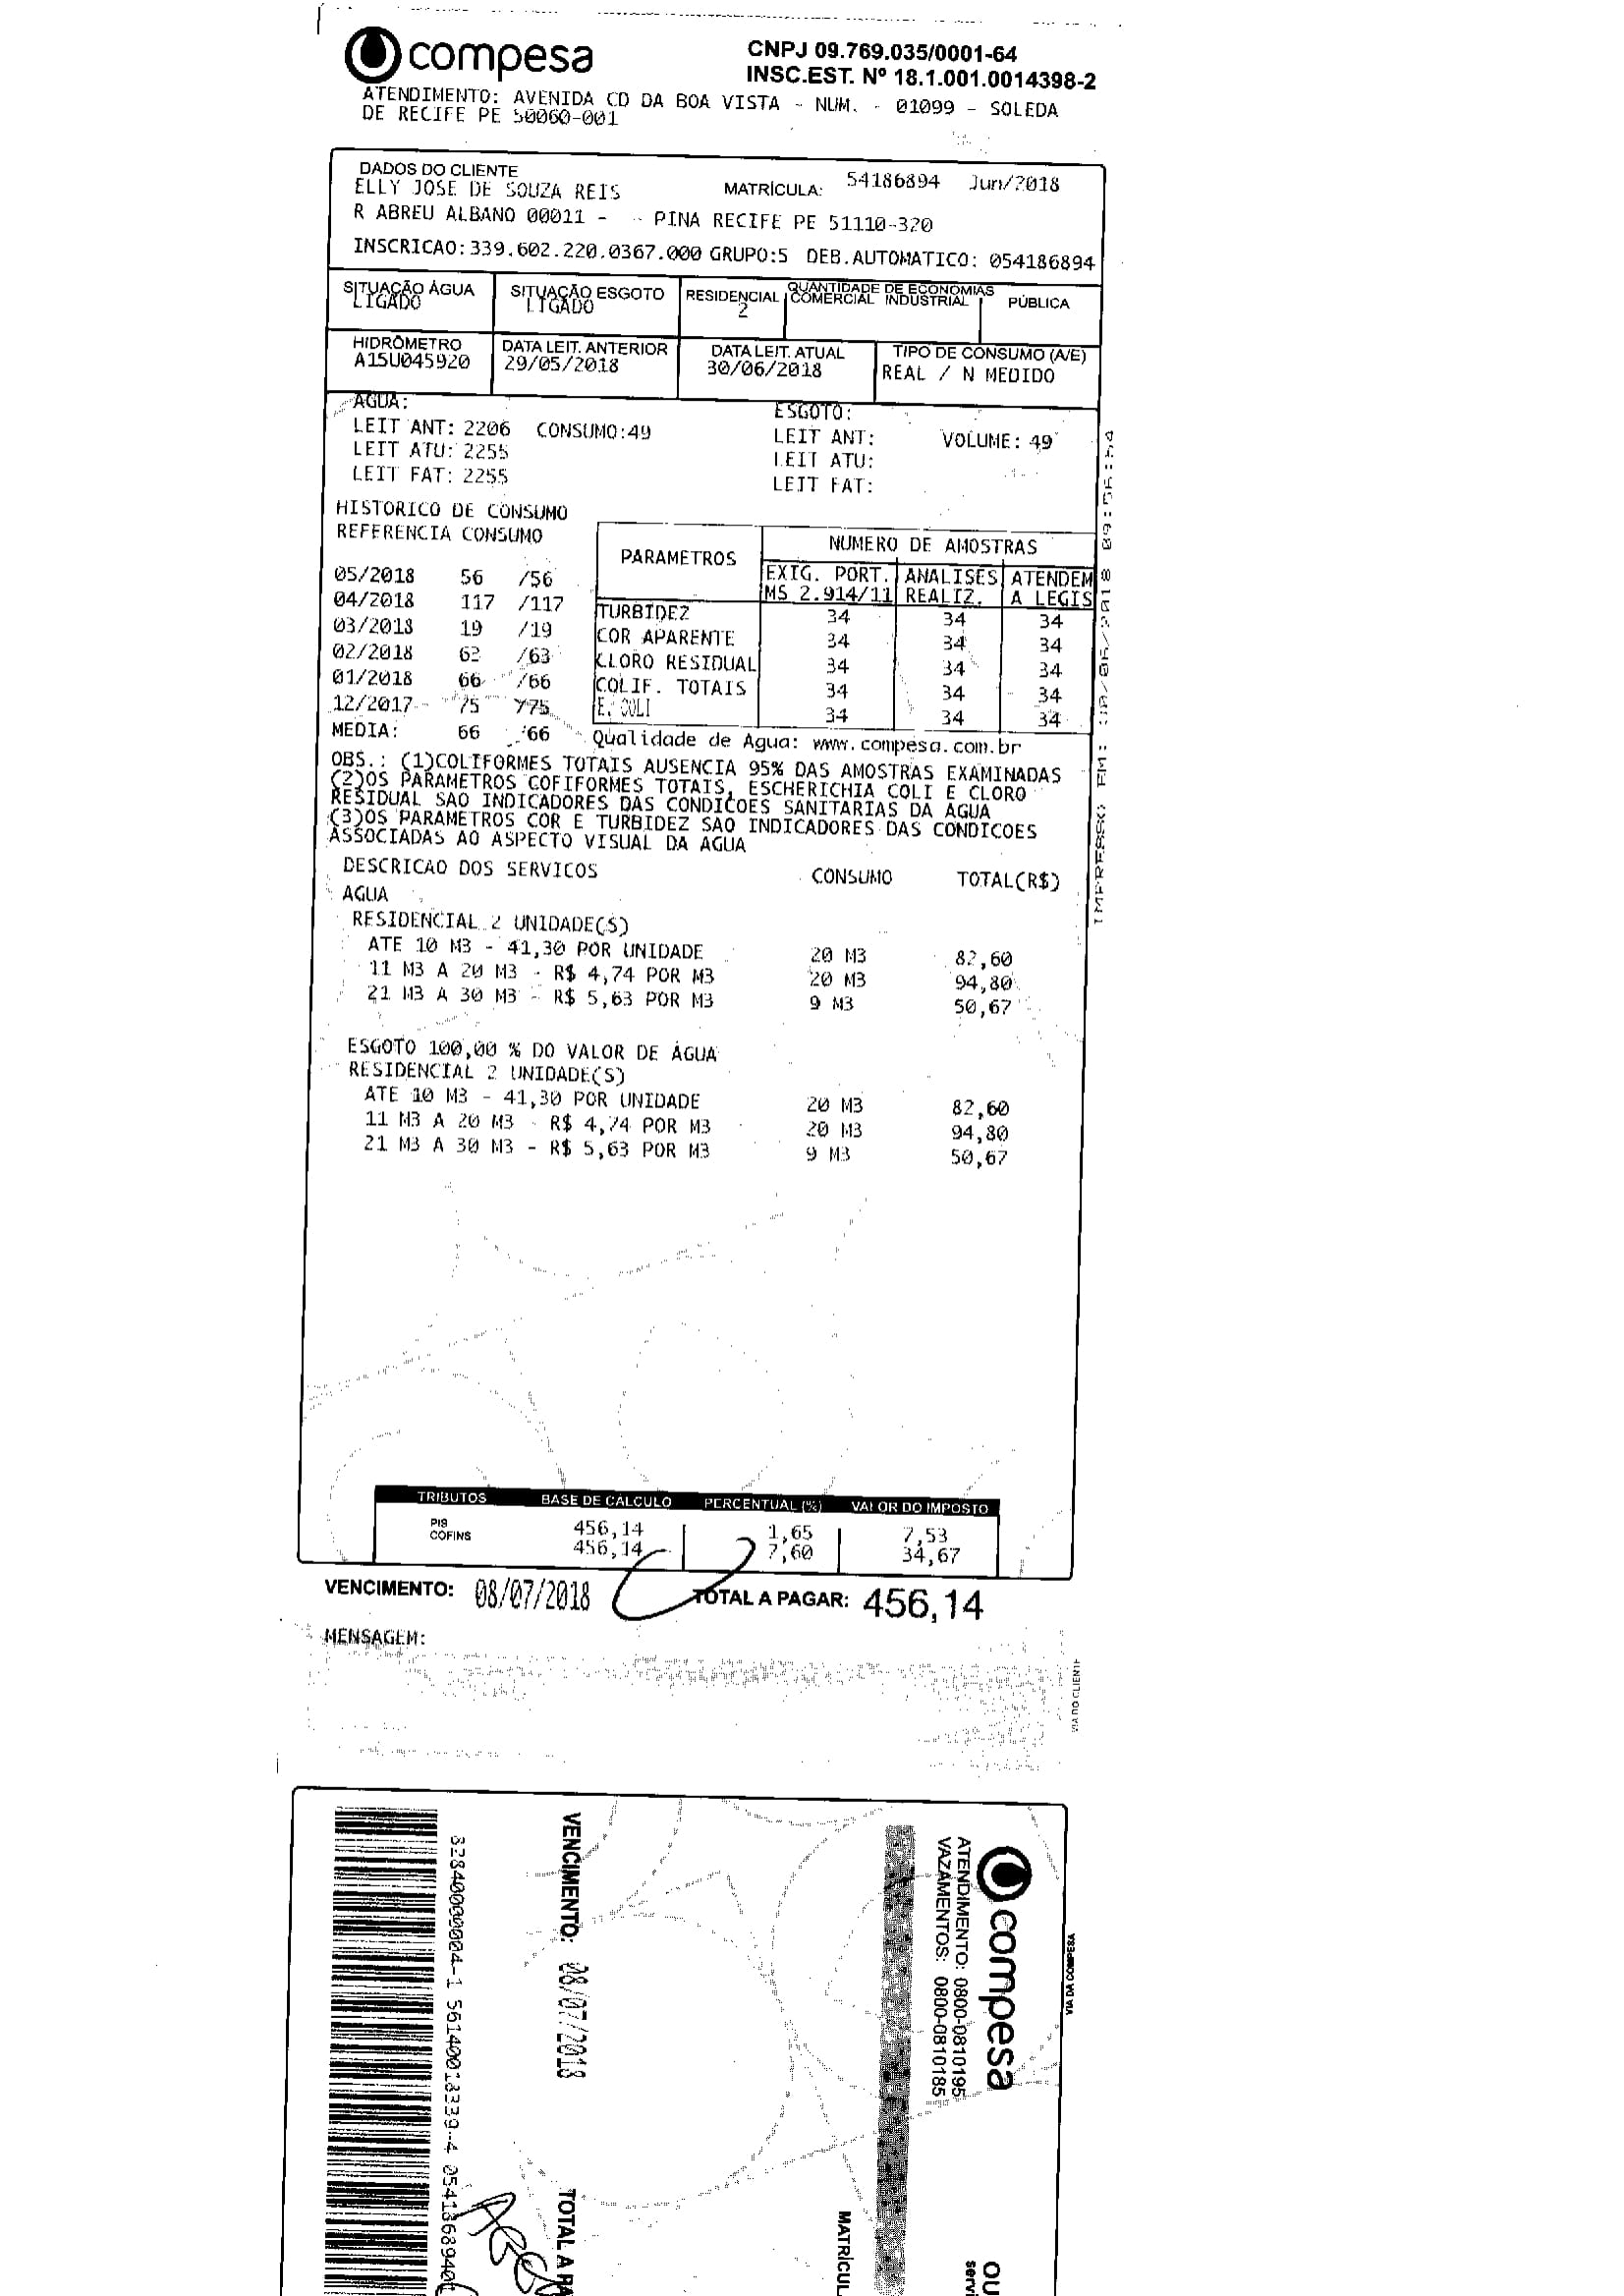 compesa
CNPJ 09.769.035/0001-64
INSC.EST. Nº 18.1.001.0014398-2
ATENDIMENTO: AVENIDA CD DA BOA VISTA - NUM. - 01099 - SOLEDA
DE RECIFE PE 50060-001
DADOS DO CLIENTE
ELLY JOSE DE SOUZA REIS MATRÍCULA: 54186894 Jun/2018
R ABREU ALBANO 00011 - - PINA RECIFE PE 51110-320
INSCRICAO:339.602.220.0367.000 GRUPO:5 DEB.AUTOMATICO: 054186894
SITUAÇÃO ÁGUA SITUAÇÃO ESGOTO RESIDENCIAL QUANTIDADE DE ECONOMIAS COMERCIAL INDUSTRIAL PÚBLICA
LIGADO LIGADO 2
HIDRÔMETRO DATA LEIT. ANTERIOR DATA LEIT. ATUAL TIPO DE CONSUMO (A/E)
A15U045920 29/05/2018 30/06/2018 REAL / N MEDIDO
AGUA: ESGOTO:
LEIT ANT: 2206 CONSUMO:49 LEIT ANT: VOLUME: 49
LEIT ATU: 2255 LEIT ATU:
LEIT FAT: 2255 LEIT FAT:
HISTORICO DE CONSUMO
REFERENCIA CONSUMO
05/2018 56 /56
04/2018 117 /117
03/2018 19 /19
02/2018 63 /63
01/2018 66 /66
12/2017 75 /75
MEDIA: 66 /66
PARAMETROS NUMERO DE AMOSTRAS
EXIG. PORT. ANALISES ATENDEM
MS 2.914/11 REALIZ. A LEGIS
TURBIDEZ 34 34 34
COR APARENTE 34 34 34
CLORO RESIDUAL 34 34 34
COLIF. TOTAIS 34 34 34
E. COLI 34 34 34
Qualidade de Agua: www.compesa.com.br
OBS.: (1)COLIFORMES TOTAIS AUSENCIA 95% DAS AMOSTRAS EXAMINADAS
(2)OS PARAMETROS COFIFORMES TOTAIS, ESCHERICHIA COLI E CLORO
RESIDUAL SAO INDICADORES DAS CONDICOES SANITARIAS DA AGUA
(3)OS PARAMETROS COR E TURBIDEZ SAO INDICADORES DAS CONDICOES
ASSOCIADAS AO ASPECTO VISUAL DA AGUA
DESCRICAO DOS SERVICOS CONSUMO TOTAL(R$)
AGUA
RESIDENCIAL 2 UNIDADE(S)
ATE 10 M3 - 41,30 POR UNIDADE 20 M3 82,60
11 M3 A 20 M3 - R$ 4,74 POR M3 20 M3 94,80
21 M3 A 30 M3 - R$ 5,63 POR M3 9 M3 50,67
ESGOTO 100,00 % DO VALOR DE ÁGUA
RESIDENCIAL 2 UNIDADE(S)
ATE 10 M3 - 41,30 POR UNIDADE 20 M3 82,60
11 M3 A 20 M3 - R$ 4,74 POR M3 20 M3 94,80
21 M3 A 30 M3 - R$ 5,63 POR M3 9 M3 50,67
TRIBUTOS BASE DE CÁLCULO PERCENTUAL (%) VALOR DO IMPOSTO
PIS 456,14 1,65 7,53
COFINS 456,14 7,60 34,67
VENCIMENTO: 08/07/2018 TOTAL A PAGAR: 456,14
MENSAGEM:
VIA DO CLIENTE
IMPRESSO EM:
VIA DA COMPESA
compesa
ATENDIMENTO: 0800-0810195
VAZAMENTOS: 0800-0810185
MATRÍCUL
VENCIMENTO: 08/07/2018 TOTAL A PA